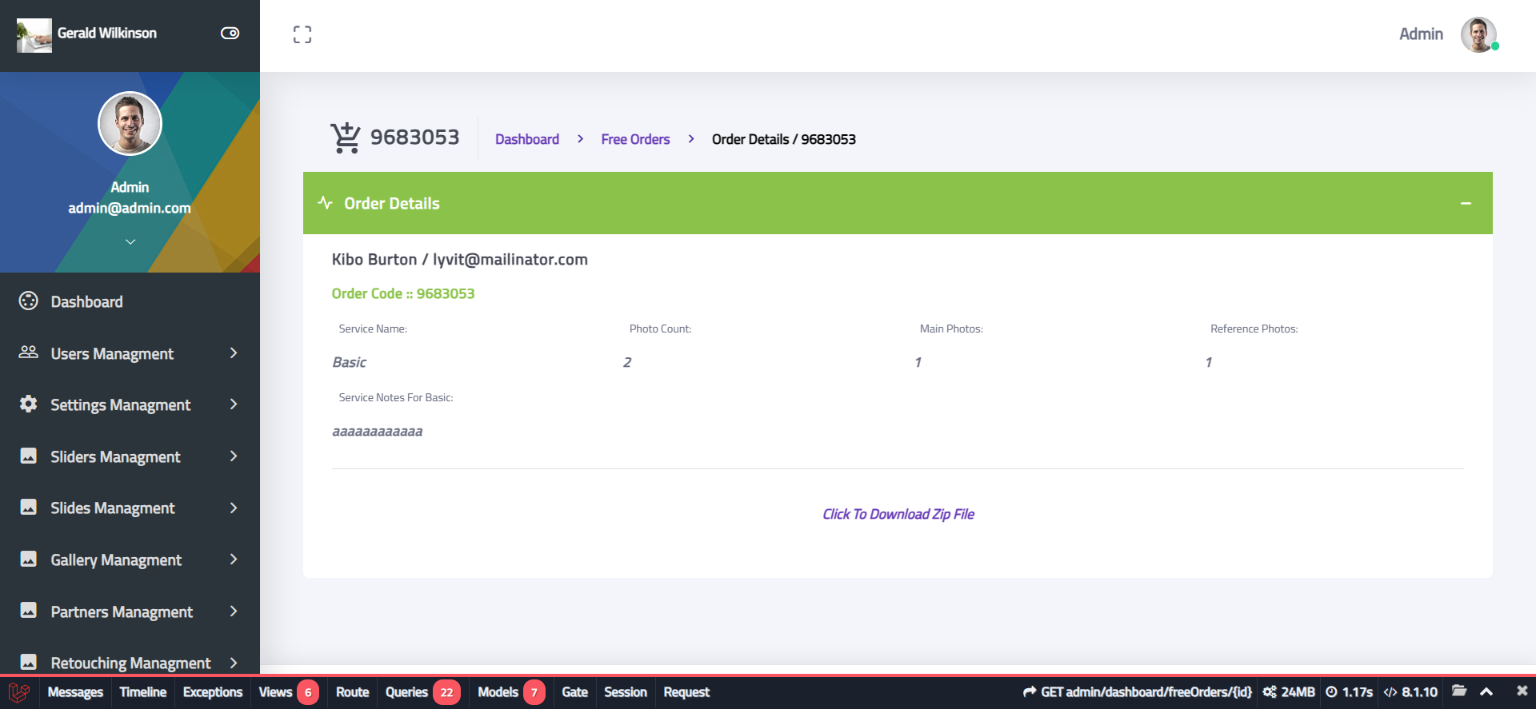 Gerald Wilkinson
Admin
Admin
admin@admin.com
Dashboard
Users Managment
Settings Managment
Sliders Managment
Slides Managment
Gallery Managment
Partners Managment
Retouching Managment
9683053
Dashboard > Free Orders > Order Details / 9683053
Order Details
Kibo Burton / lyvit@mailinator.com
Order Code :: 9683053
Service Name: Photo Count: Main Photos: Reference Photos:
Basic 2 1 1
Service Notes For Basic:
aaaaaaaaaaaa
Click To Download Zip File
Messages Timeline Exceptions Views 6 Route Queries 22 Models 7 Gate Session Request GET admin/dashboard/freeOrders/{id} 24MB 1.17s 8.1.10